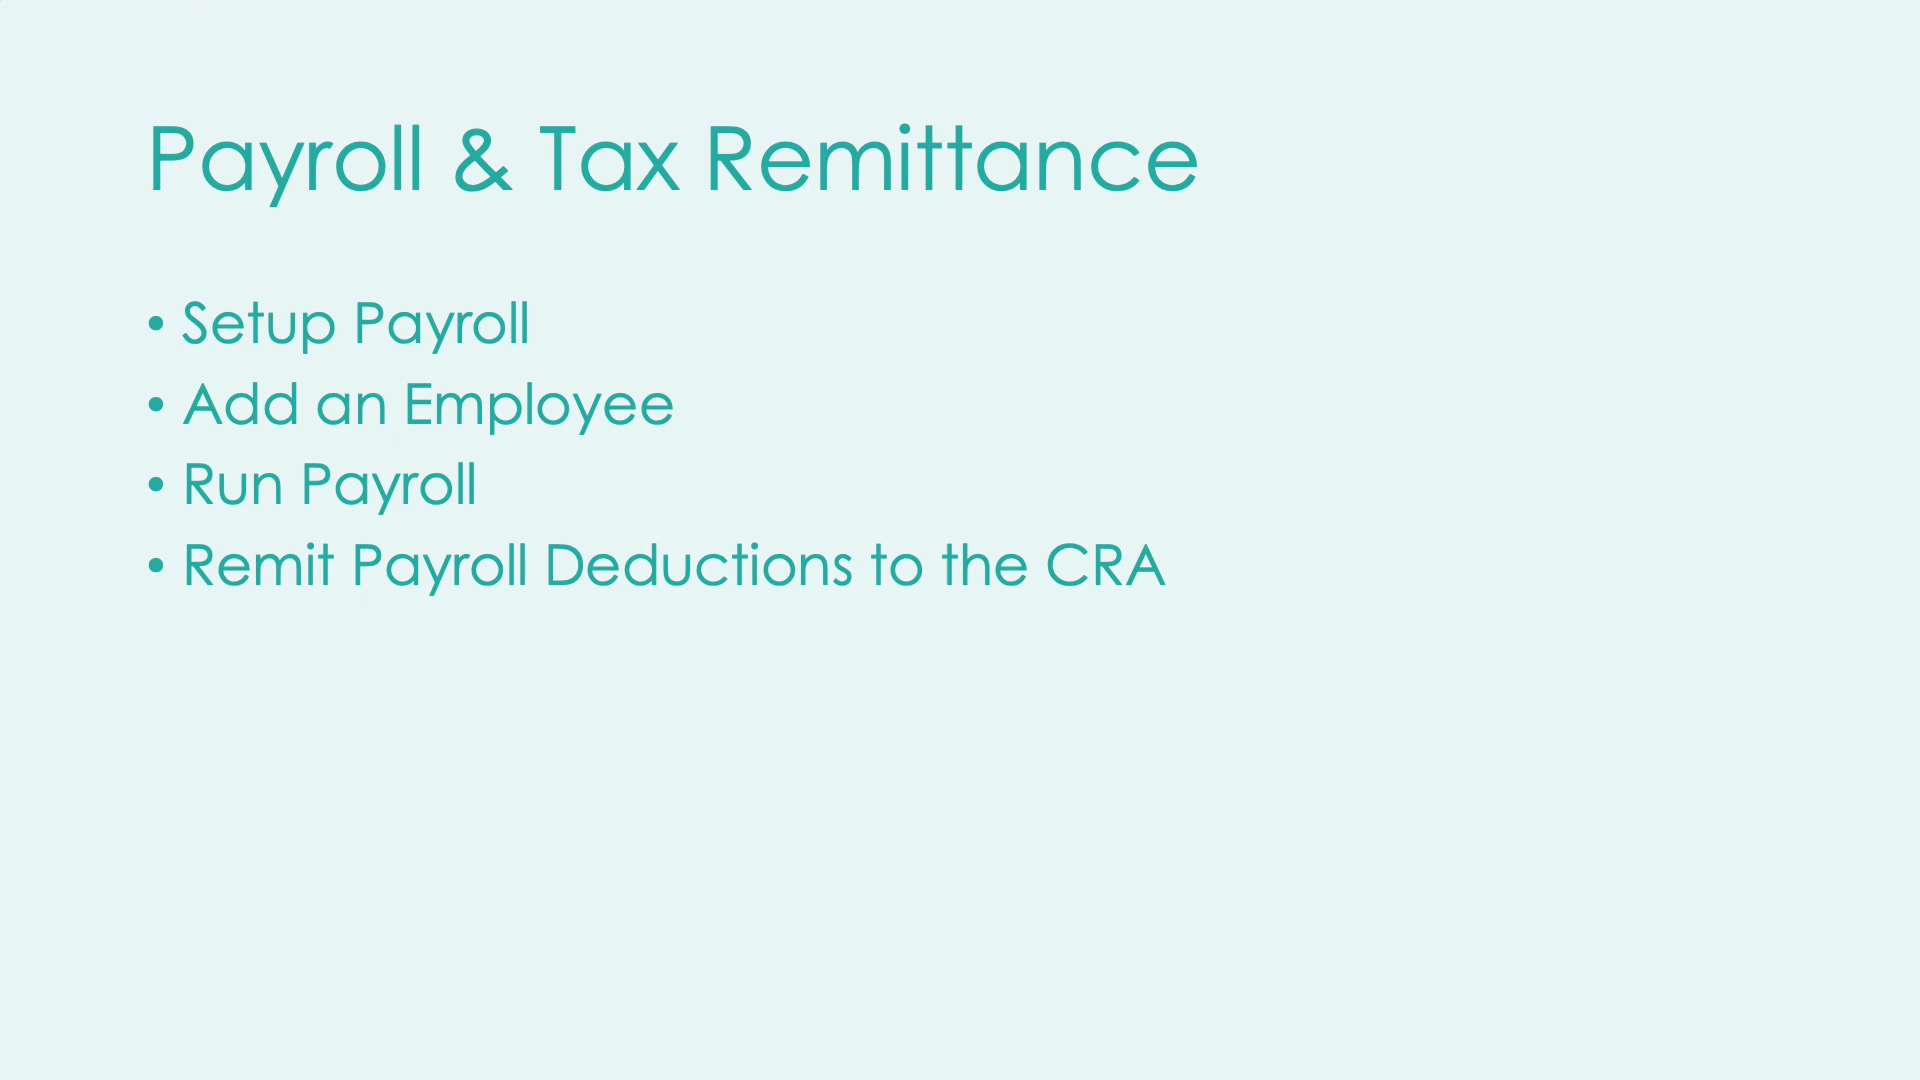 Payroll & Tax Remittance
• Setup Payroll
• Add an Employee
• Run Payroll
• Remit Payroll Deductions to the CRA